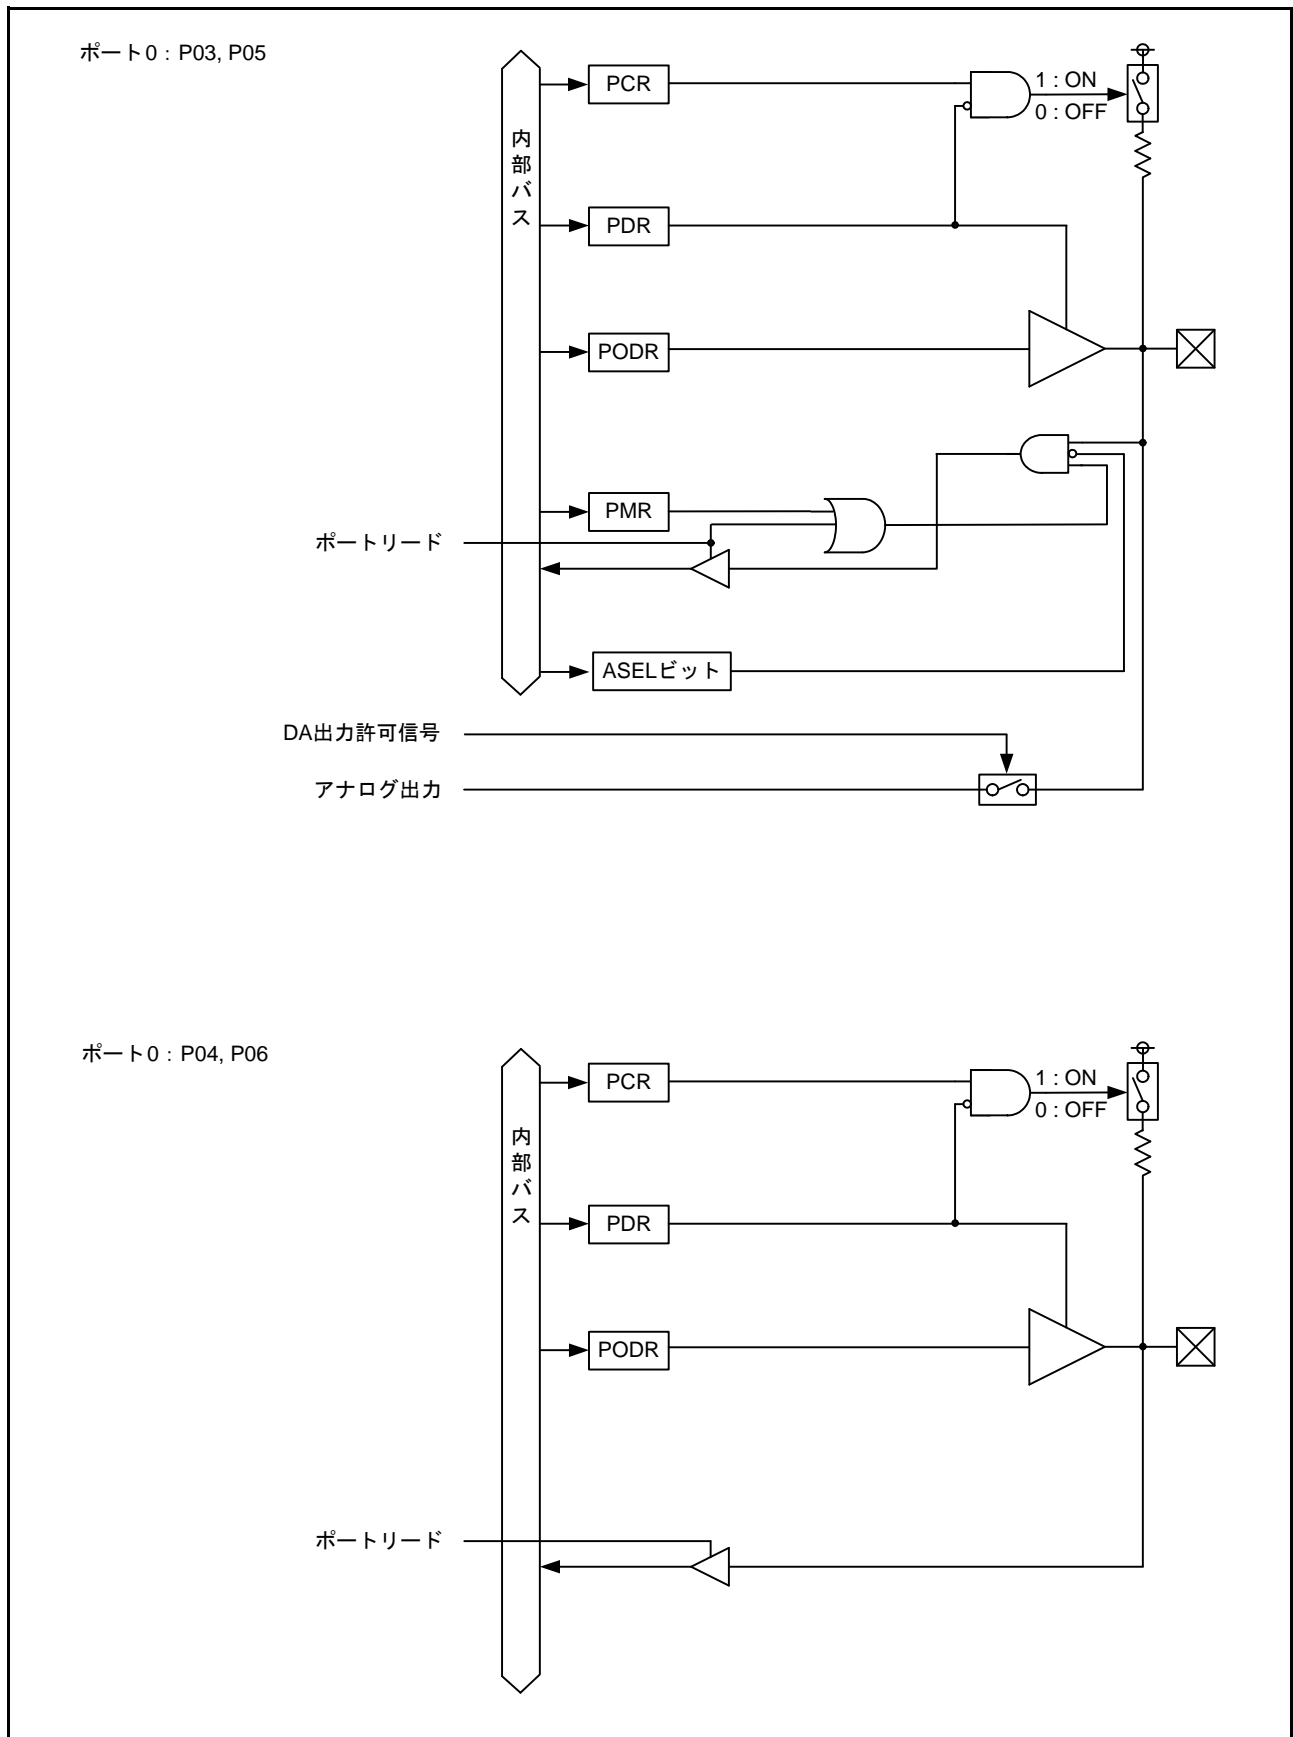 ポート0 : P03, P05
PCR
1 : ON
0 : OFF
内部バス
PDR
PODR
PMR
ポートリード
ASELビット
DA出力許可信号
アナログ出力
ポート0 : P04, P06
PCR
1 : ON
0 : OFF
内部バス
PDR
PODR
ポートリード